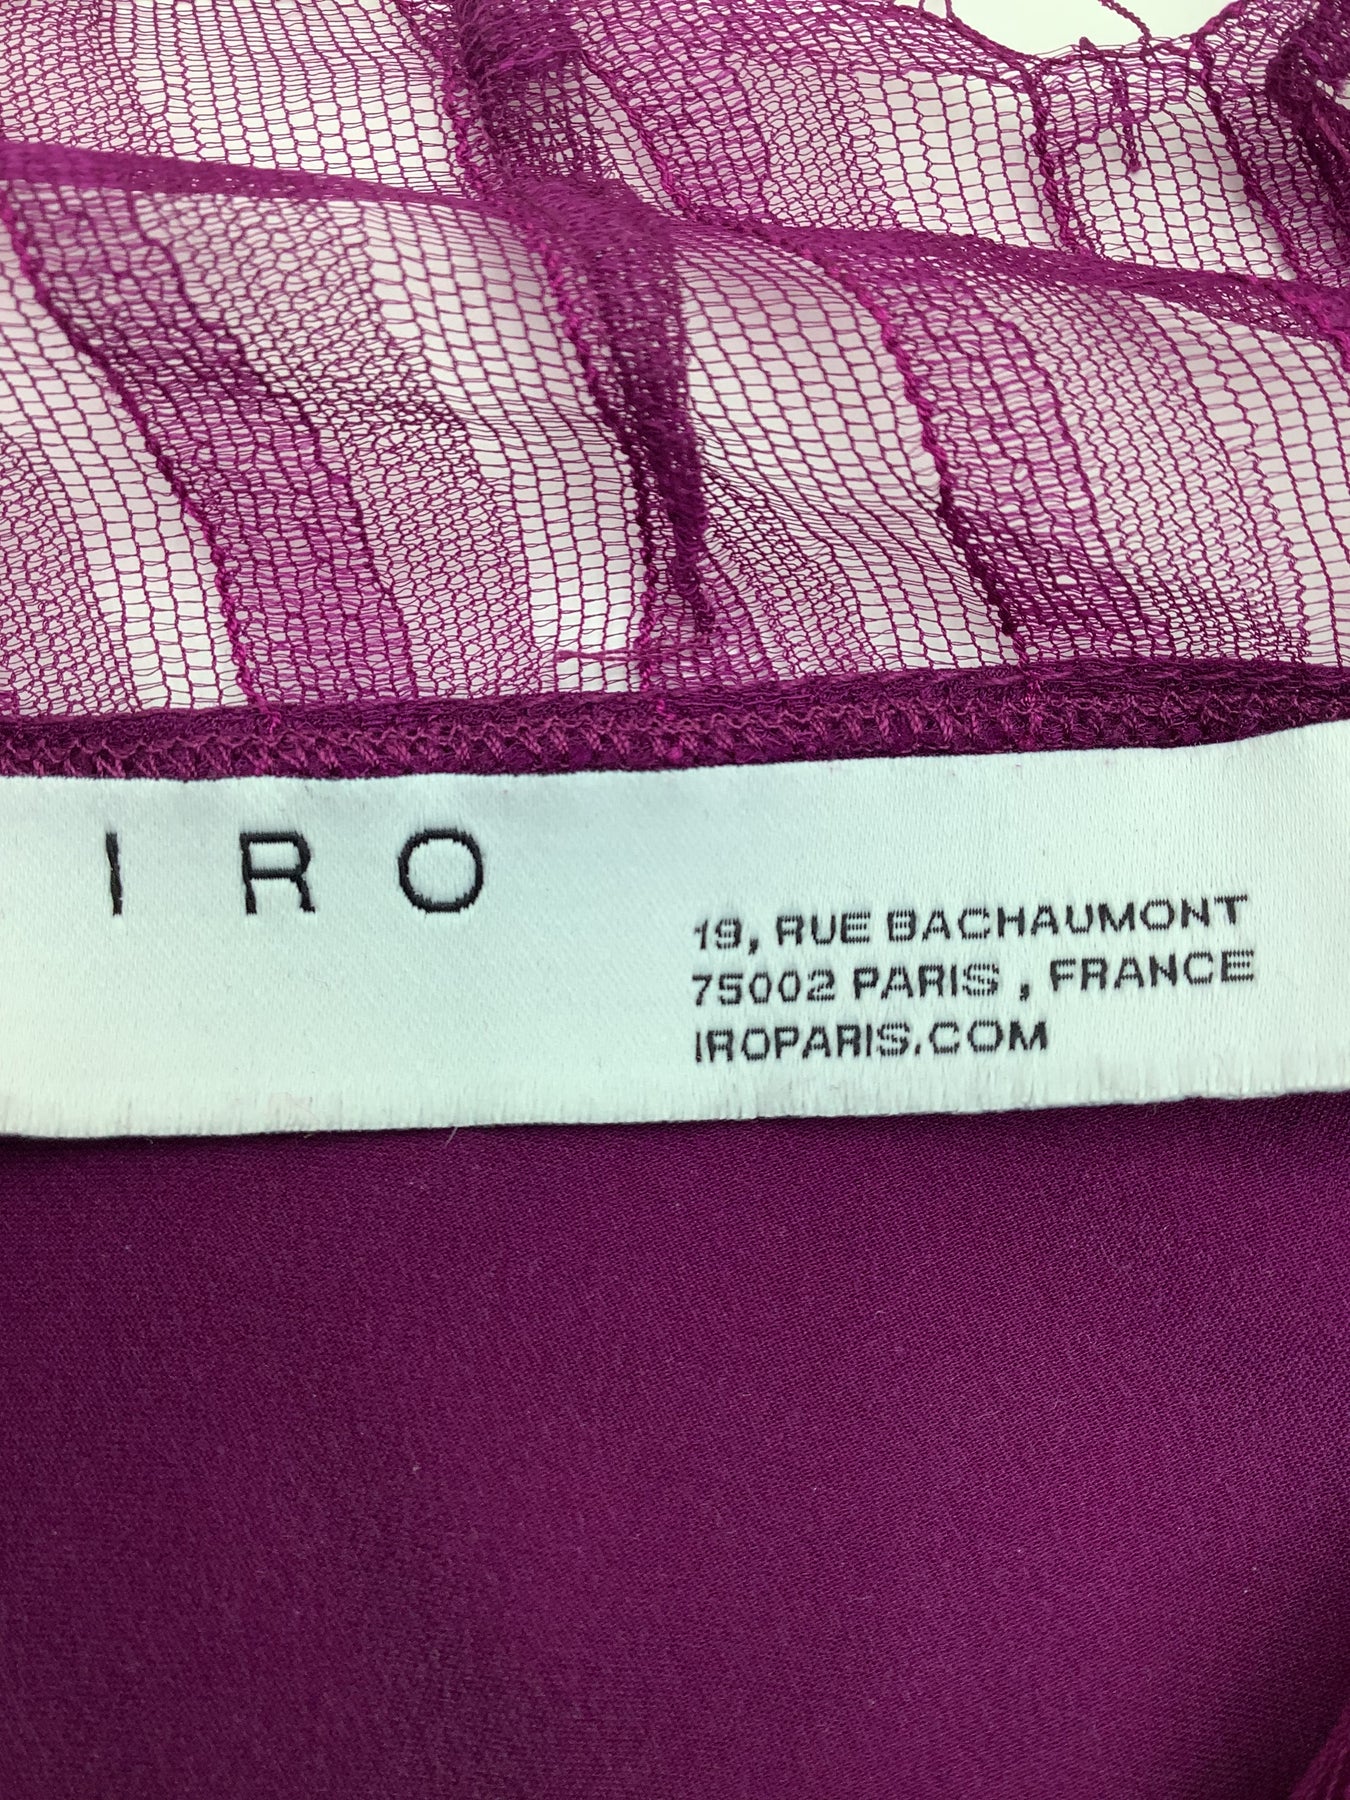 IRO
19, RUE BACHAUMONT
75002 PARIS , FRANCE
IROPARIS.COM